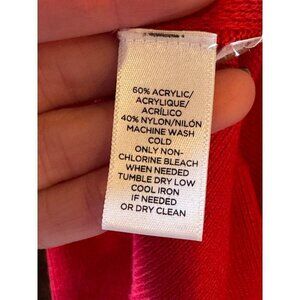 60% ACRYLIC/
ACRYLIQUE/
ACRÍLICO
40% NYLON/NILÓN
MACHINE WASH
COLD
ONLY NON-
CHLORINE BLEACH
WHEN NEEDED
TUMBLE DRY LOW
COOL IRON
IF NEEDED
OR DRY CLEAN